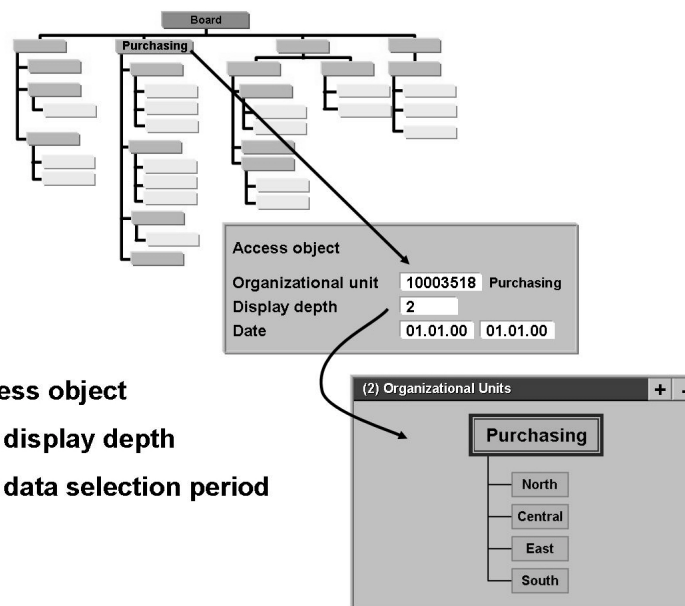 Board
Purchasing
Access object
Organizational unit 10003518 Purchasing
Display depth 2
Date 01.01.00 01.01.00
ess object
display depth
data selection period
(2) Organizational Units + -
Purchasing
North
Central
East
South